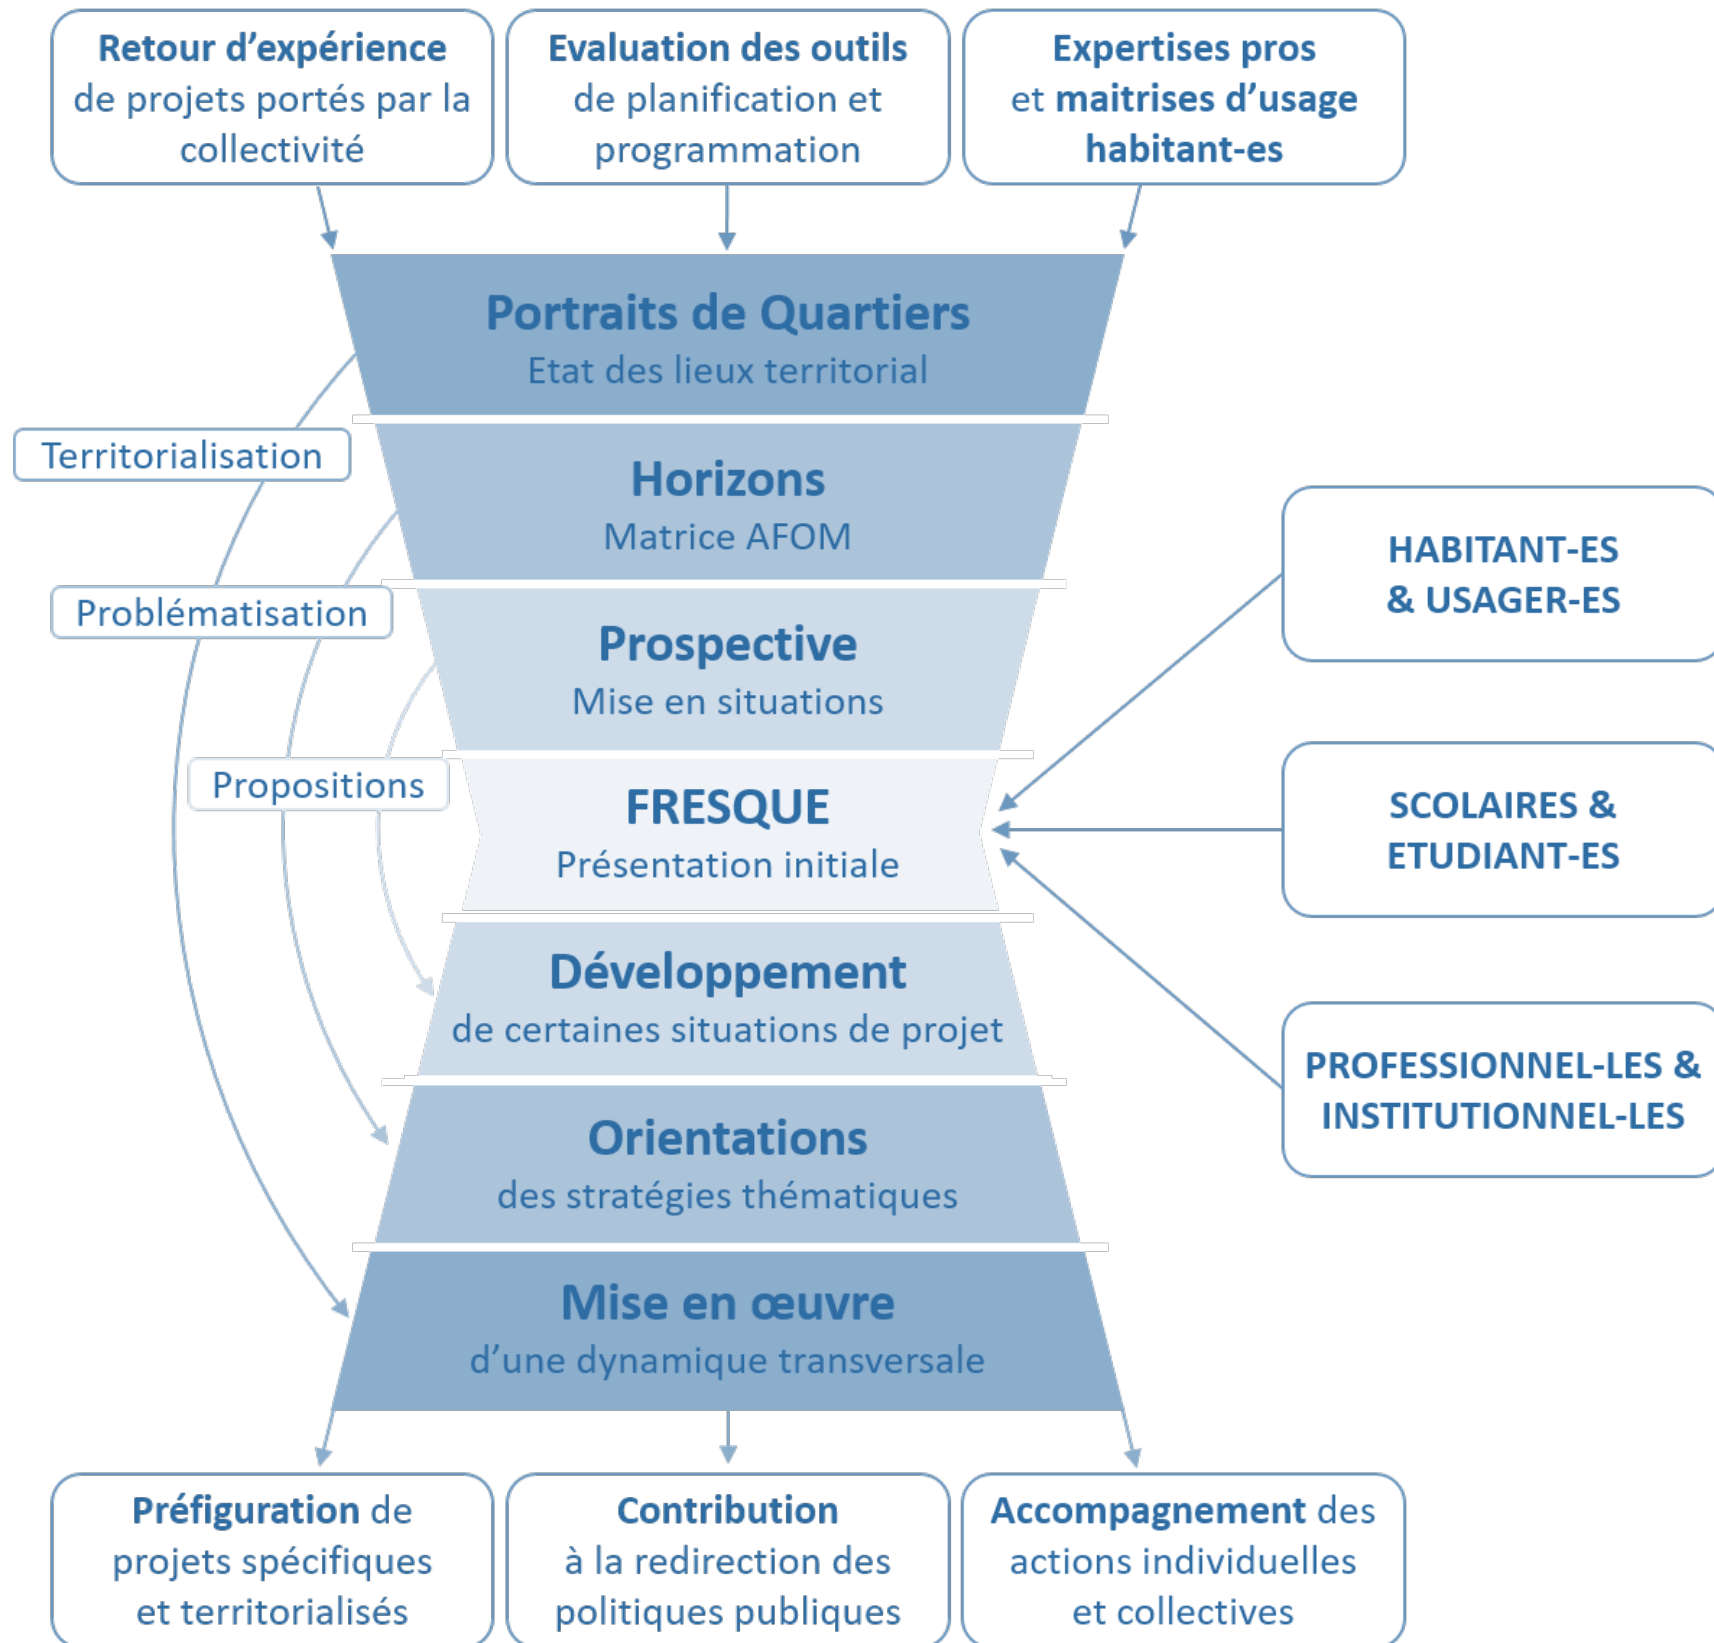 Retour d’expérience
de projets portés par la
collectivité
Evaluation des outils
de planification et
programmation
Expertises pros
et maitrises d’usage
habitant-es
Portraits de Quartiers
Etat des lieux territorial
Territorialisation
Horizons
Matrice AFOM
Problématisation
Prospective
Mise en situations
Propositions
FRESQUE
Présentation initiale
HABITANT-ES
& USAGER-ES
SCOLAIRES &
ETUDIANT-ES
PROFESSIONNEL-LES &
INSTITUTIONNEL-LES
Développement
de certaines situations de projet
Orientations
des stratégies thématiques
Mise en œuvre
d’une dynamique transversale
Préfiguration de
projets spécifiques
et territorialisés
Contribution
à la redirection des
politiques publiques
Accompagnement des
actions individuelles
et collectives